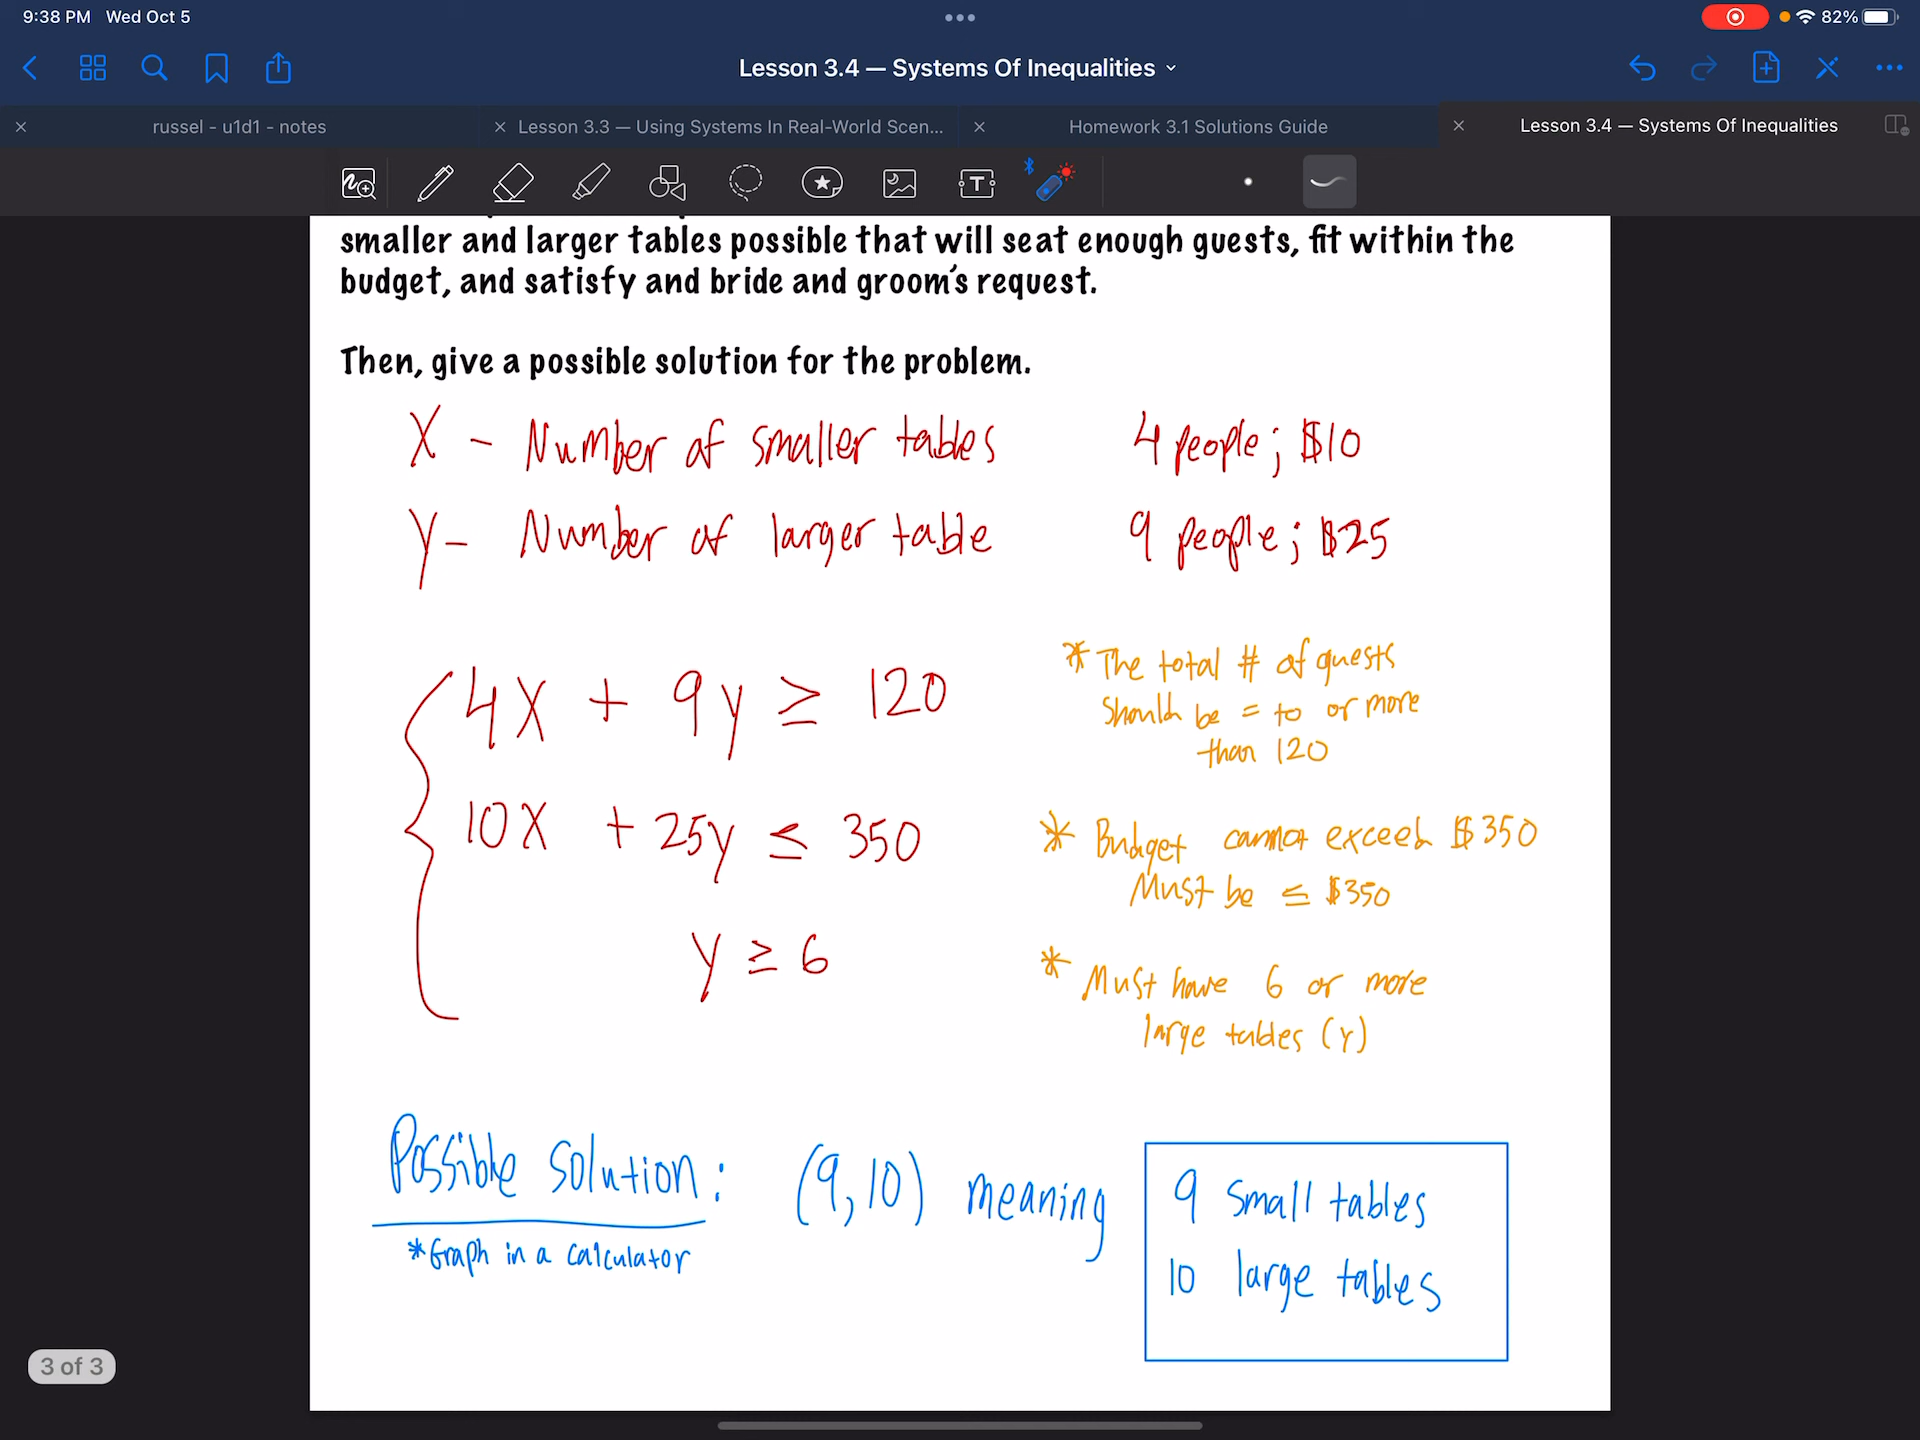 9:38 PM Wed Oct 5
82%
Lesson 3.4 — Systems Of Inequalities
russel - u1d1 - notes
Lesson 3.3 — Using Systems In Real-World Scen...
Homework 3.1 Solutions Guide
Lesson 3.4 — Systems Of Inequalities
smaller and larger tables possible that will seat enough guests, fit within the
budget, and satisfy and bride and groom's request.
Then, give a possible solution for the problem.
X - Number of smaller tables 4 people; $10
Y - Number of larger table 9 people; $25
4X + 9y ≥ 120
* The total # of guests
should be = to or more
than 120
10X + 25y ≤ 350
* Budget cannot exceed $350
Must be ≤ $350
y ≥ 6
* Must have 6 or more
large tables (y)
Possible solution: (9,10) meaning
* Graph in a calculator
9 small tables
10 large tables
3 of 3